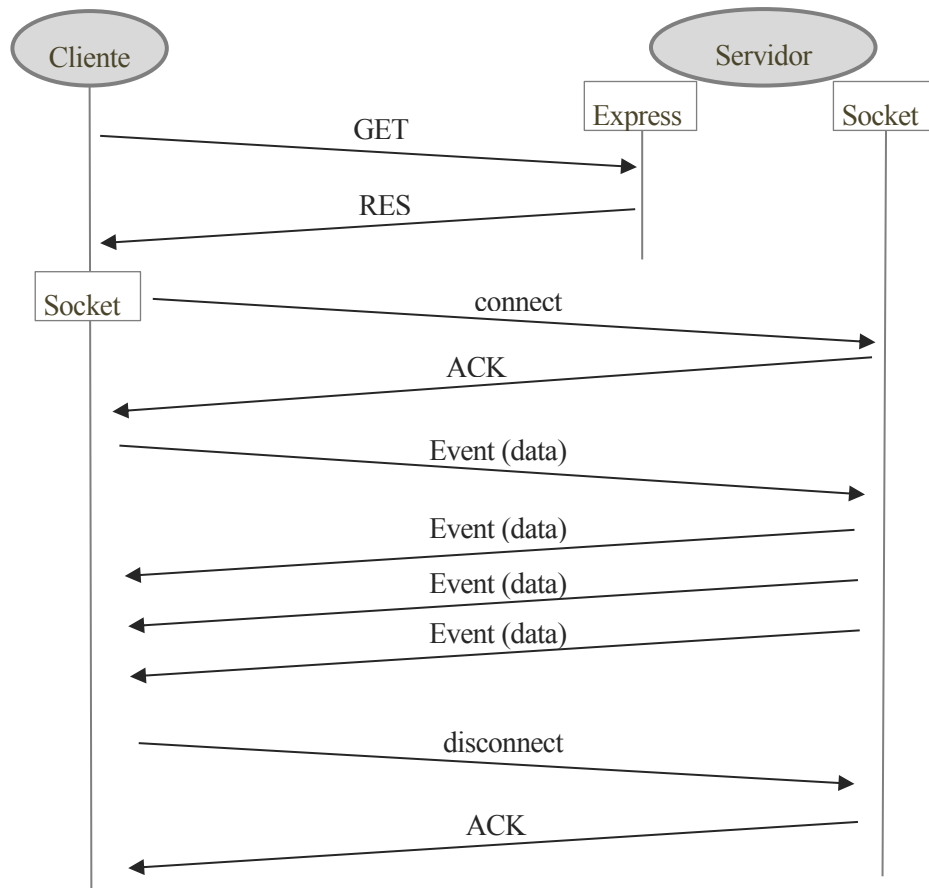 Cliente
Servidor
Express
Socket
GET
RES
Socket
connect
ACK
Event (data)
Event (data)
Event (data)
Event (data)
disconnect
ACK